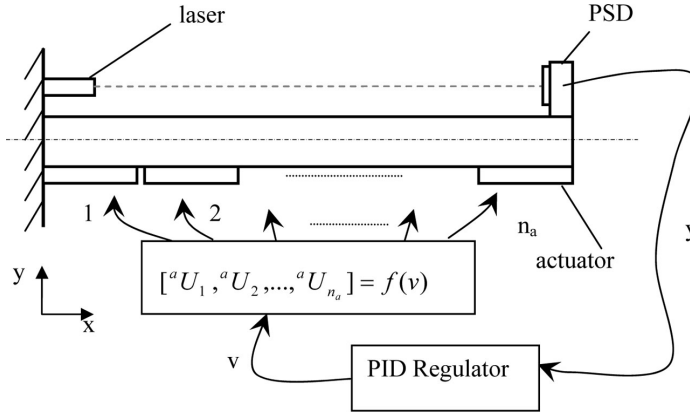 laser
PSD
1
2
n_a
y
actuator
y
x
[^aU_1, ^aU_2,...,^aU_{n_a}] = f(v)
v
PID Regulator